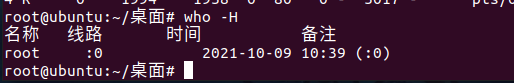 root@ubuntu:~/桌面# who -H
名称 线路 时间 备注
root :0 2021-10-09 10:39 (:0)
root@ubuntu:~/桌面#